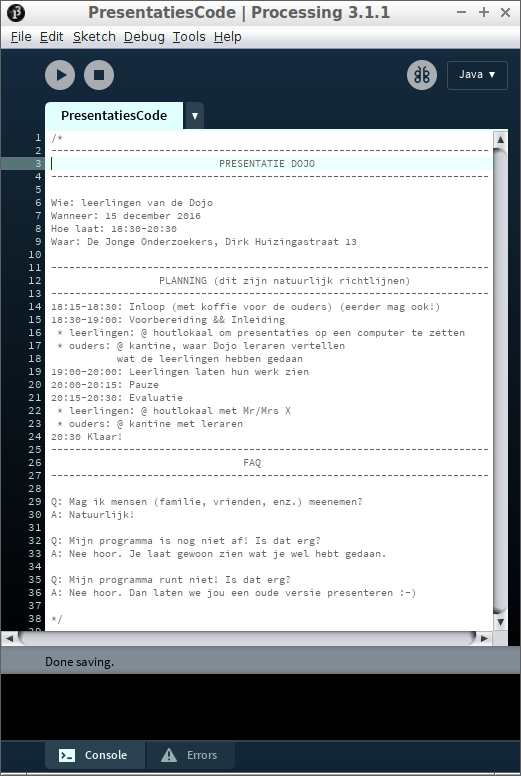 PresentatiesCode | Processing 3.1.1
File Edit Sketch Debug Tools Help
Java ▼
PresentatiesCode ▼
1 /*
2 -------------------------------------------------------------------------
3 PRESENTATIE DOJO
4 -------------------------------------------------------------------------
5
6 Wie: leerlingen van de Dojo
7 Wanneer: 15 december 2016
8 Hoe laat: 18:30-20:30
9 Waar: De Jonge Onderzoekers, Dirk Huizingastraat 13
10
11 -------------------------------------------------------------------------
12 PLANNING (dit zijn natuurlijk richtlijnen)
13 -------------------------------------------------------------------------
14 18:15-18:30: Inloop (met koffie voor de ouders) (eerder mag ook!)
15 18:30-19:00: Voorbereiding && Inleiding
16 * leerlingen: @ houtlokaal om presentaties op een computer te zetten
17 * ouders: @ kantine, waar Dojo leraren vertellen
18 wat de leerlingen hebben gedaan
19 19:00-20:00: Leerlingen laten hun werk zien
20 20:00-20:15: Pauze
21 20:15-20:30: Evaluatie
22 * leerlingen: @ houtlokaal met Mr/Mrs X
23 * ouders: @ kantine met leraren
24 20:30 Klaar!
25 -------------------------------------------------------------------------
26 FAQ
27 -------------------------------------------------------------------------
28
29 Q: Mag ik mensen (familie, vrienden, enz.) meenemen?
30 A: Natuurlijk!
31
32 Q: Mijn programma is nog niet af! Is dat erg?
33 A: Nee hoor. Je laat gewoon zien wat je wel hebt gedaan.
34
35 Q: Mijn programma runt niet! Is dat erg?
36 A: Nee hoor. Dan laten we jou een oude versie presenteren :-)
37
38 */
39
Done saving.
Console Errors